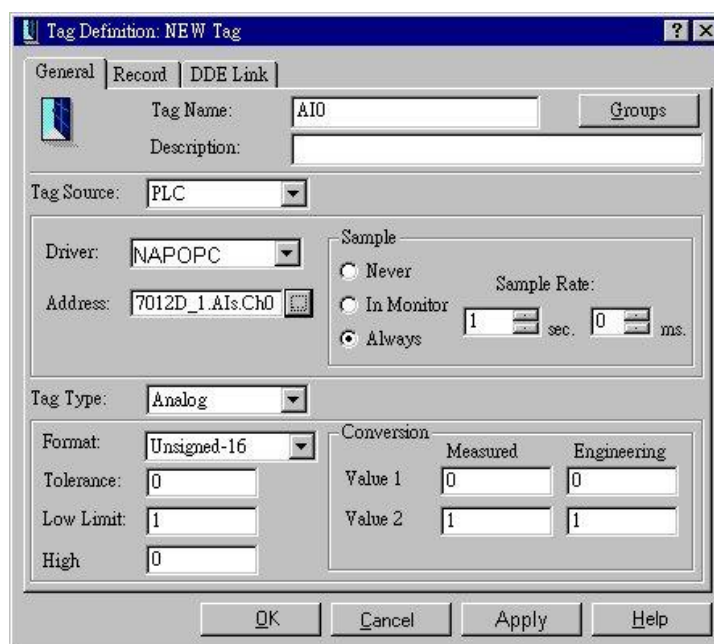 Tag Definition: NEW Tag
General Record DDE Link
Tag Name: AI0 Groups
Description:
Tag Source: PLC
Driver: NAPOPC
Address: 7012D_1.AIs.Ch0
Sample
Never
In Monitor
Always
Sample Rate:
1 sec. 0 ms.
Tag Type: Analog
Format: Unsigned-16
Tolerance: 0
Low Limit: 1
High 0
Conversion
Measured Engineering
Value 1 0 0
Value 2 1 1
OK Cancel Apply Help